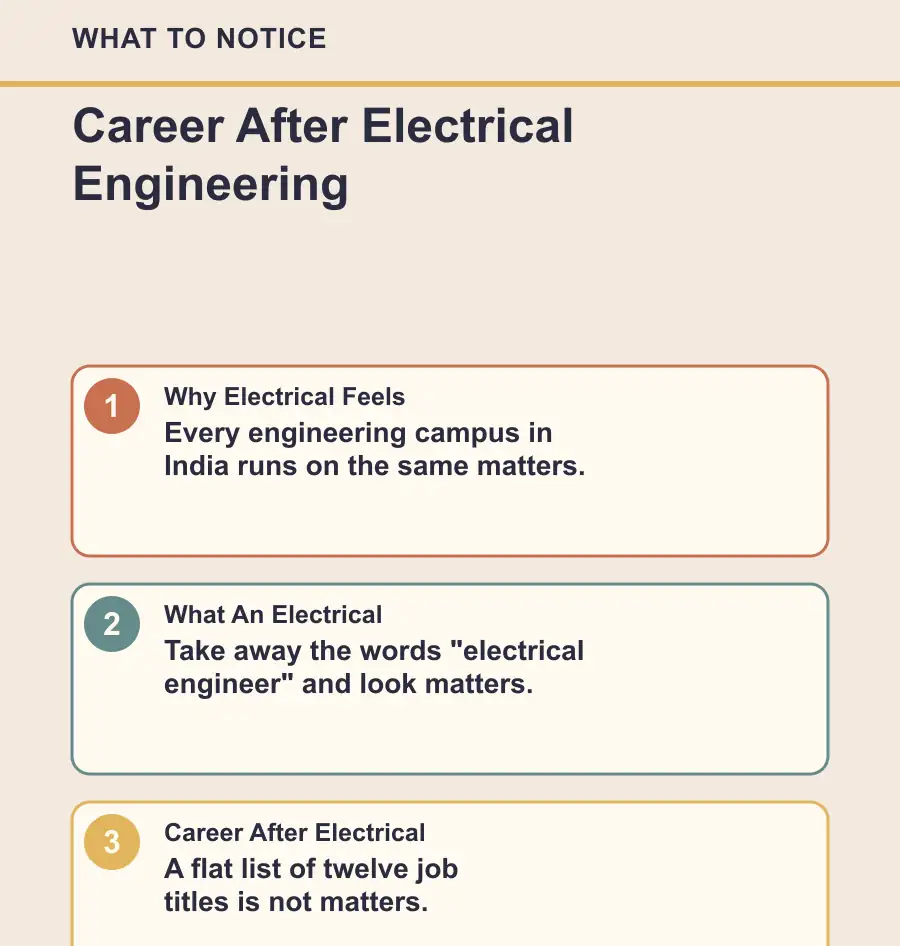 WHAT TO NOTICE
Career After Electrical
Engineering
1
Why Electrical Feels
Every engineering campus in
India runs on the same matters.
2
What An Electrical
Take away the words "electrical
engineer" and look matters.
3
Career After Electrical
A flat list of twelve job
titles is not matters.